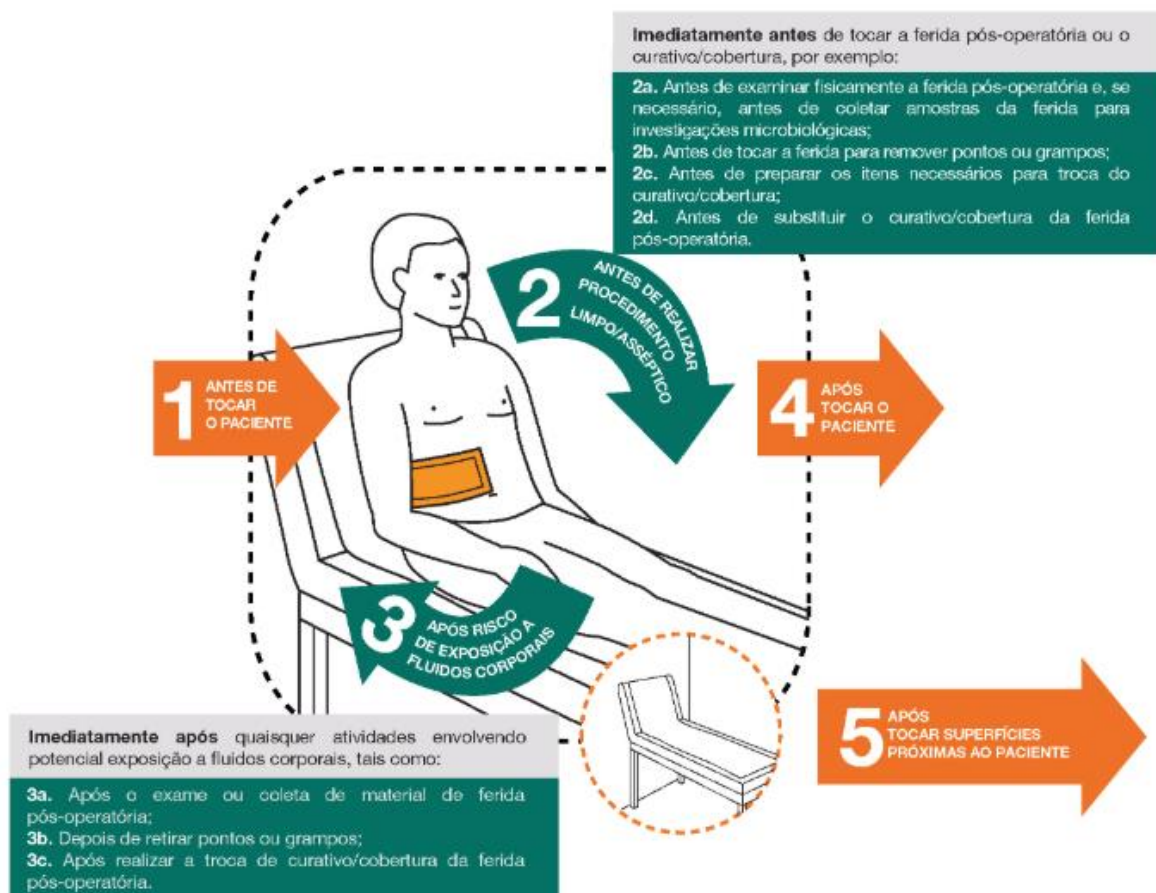 Imediatamente antes de tocar a ferida pós-operatória ou o
curativo/cobertura, por exemplo:
2a. Antes de examinar fisicamente a ferida pós-operatória e, se
necessário, antes de coletar amostras da ferida para
investigações microbiológicas;
2b. Antes de tocar a ferida para remover pontos ou grampos;
2c. Antes de preparar os itens necessários para troca do
curativo/cobertura;
2d. Antes de substituir o curativo/cobertura da ferida
pós-operatória.
1
ANTES DE
TOCAR
O PACIENTE
2
ANTES DE REALIZAR
PROCEDIMENTO
LIMPO/ASSÉPTICO
4
APÓS
TOCAR O
PACIENTE
3
APÓS RISCO
DE EXPOSIÇÃO A
FLUIDOS CORPORAIS
5
APÓS
TOCAR SUPERFÍCIES
PRÓXIMAS AO PACIENTE
Imediatamente após quaisquer atividades envolvendo
potencial exposição a fluidos corporais, tais como:
3a. Após o exame ou coleta de material de ferida
pós-operatória;
3b. Depois de retirar pontos ou grampos;
3c. Após realizar a troca de curativo/cobertura da ferida
pós-operatória.